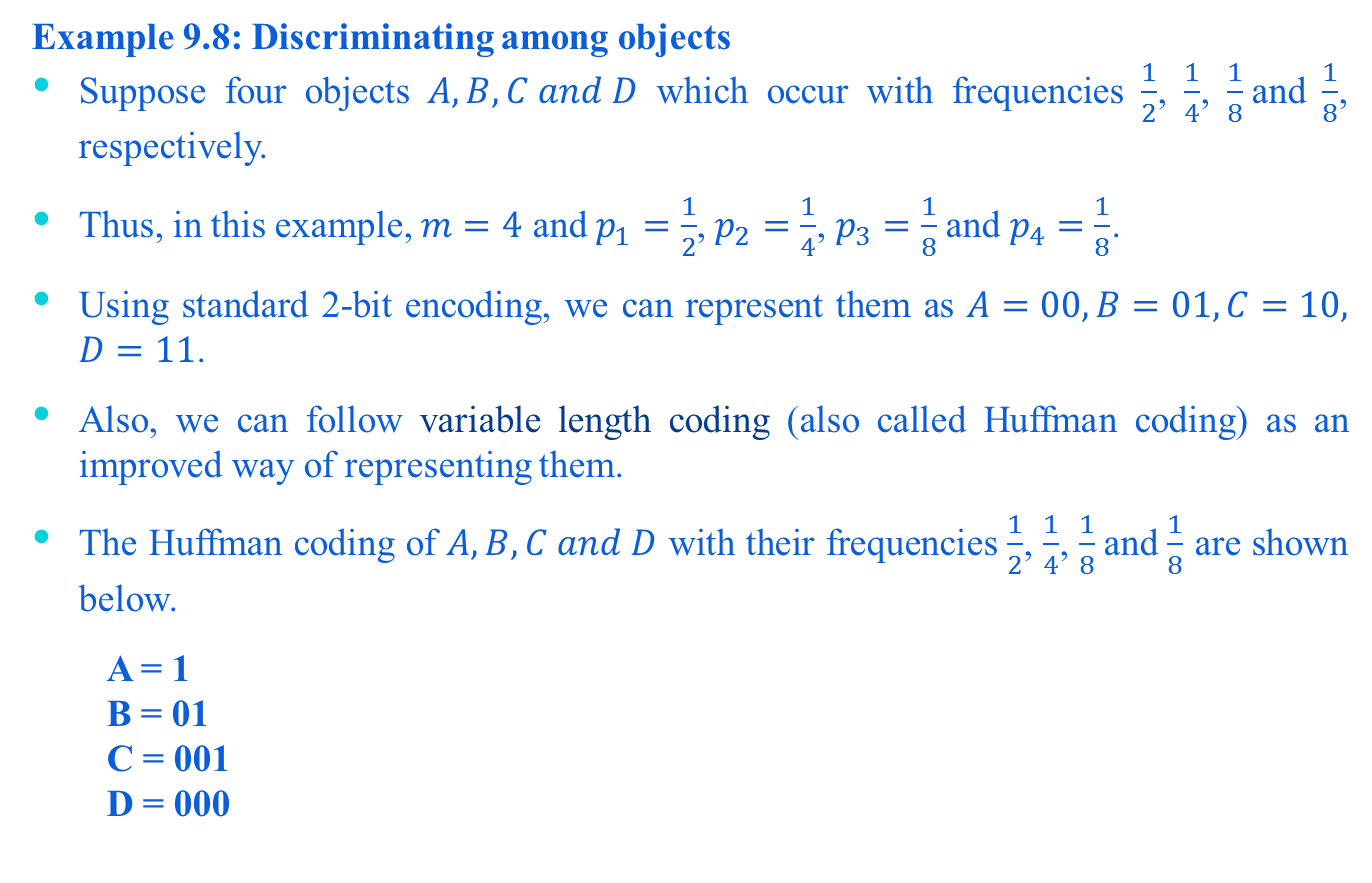 Example 9.8: Discriminating among objects
• Suppose four objects A, B, C and D which occur with frequencies 1/2, 1/4, 1/8 and 1/8,
respectively.
• Thus, in this example, m = 4 and p₁ = 1/2, p₂ = 1/4, p₃ = 1/8 and p₄ = 1/8.
• Using standard 2-bit encoding, we can represent them as A = 00, B = 01, C = 10,
D = 11.
• Also, we can follow variable length coding (also called Huffman coding) as an
improved way of representing them.
• The Huffman coding of A, B, C and D with their frequencies 1/2, 1/4, 1/8 and 1/8 are shown
below.
A = 1
B = 01
C = 001
D = 000